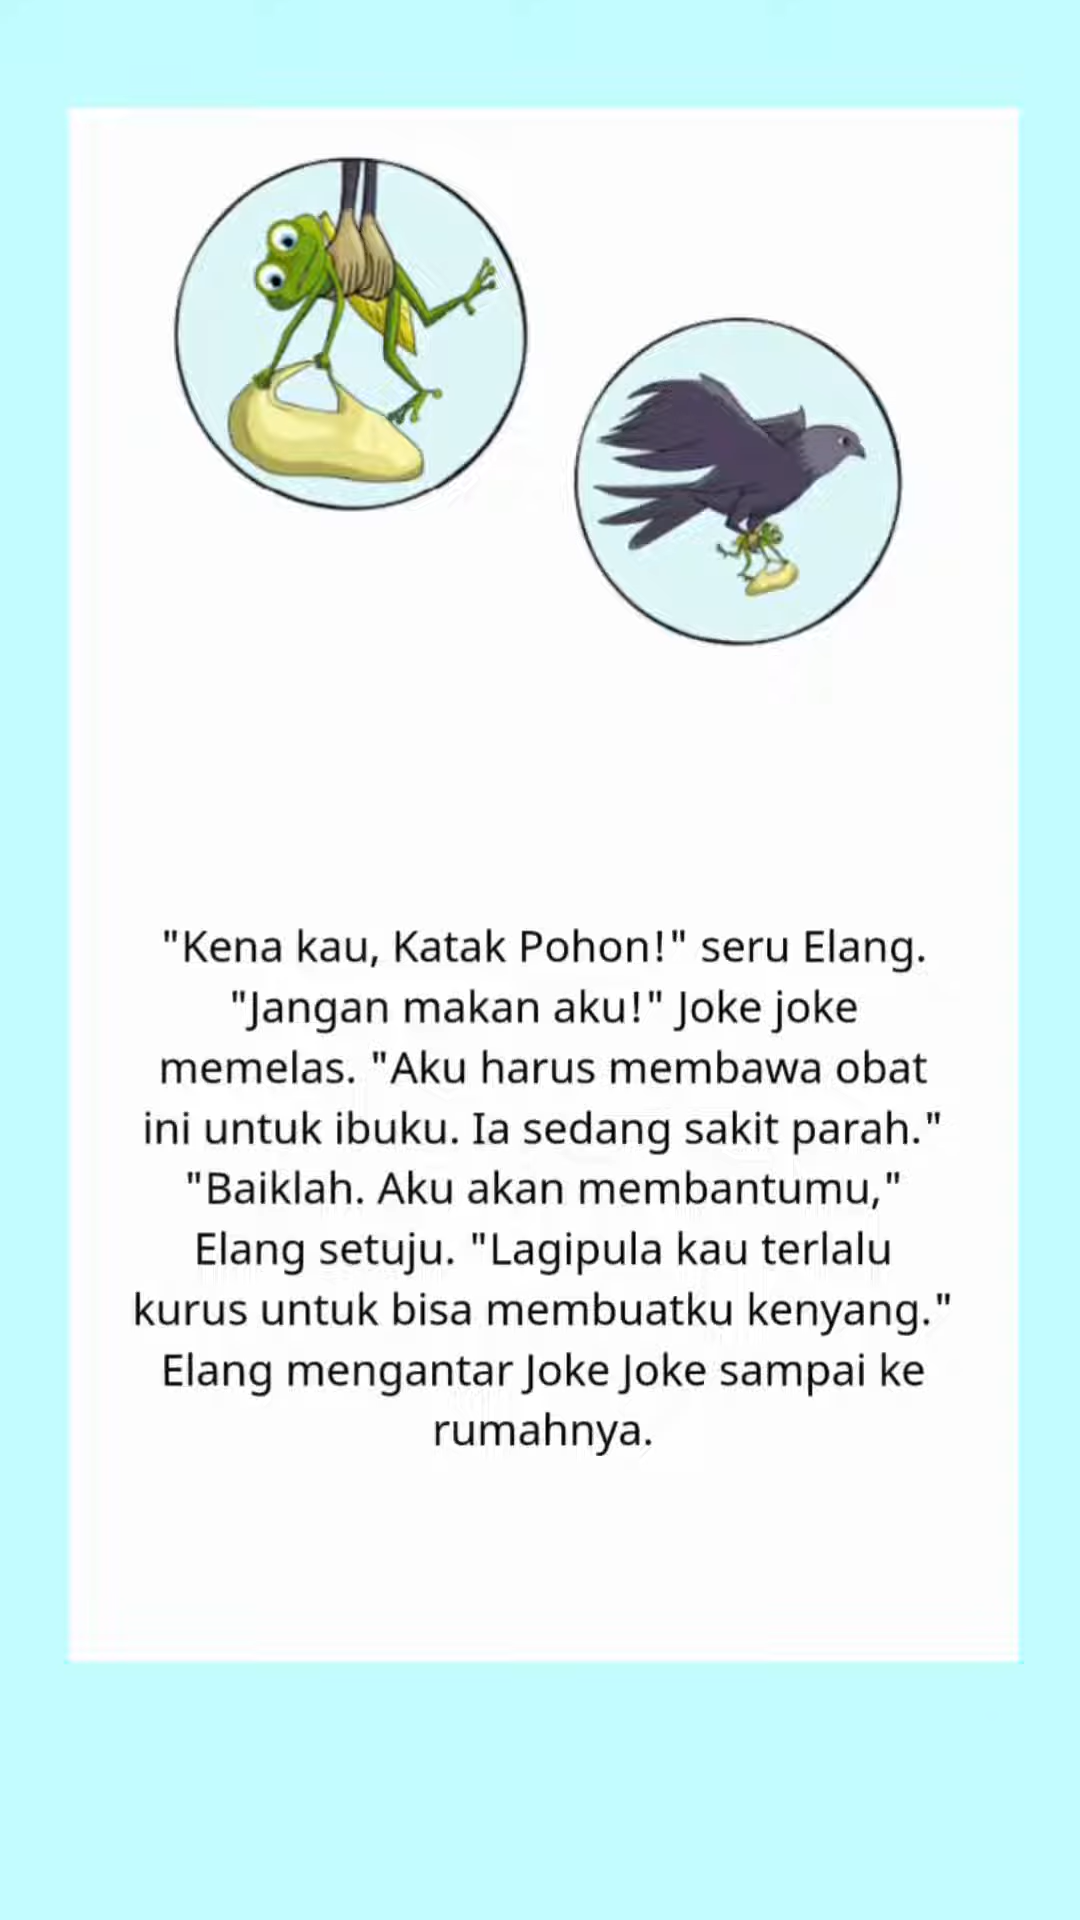 "Kena kau, Katak Pohon!" seru Elang.
"Jangan makan aku!" Joke joke
memelas. "Aku harus membawa obat
ini untuk ibuku. Ia sedang sakit parah."
"Baiklah. Aku akan membantumu,"
Elang setuju. "Lagipula kau terlalu
kurus untuk bisa membuatku kenyang."
Elang mengantar Joke Joke sampai ke
rumahnya.